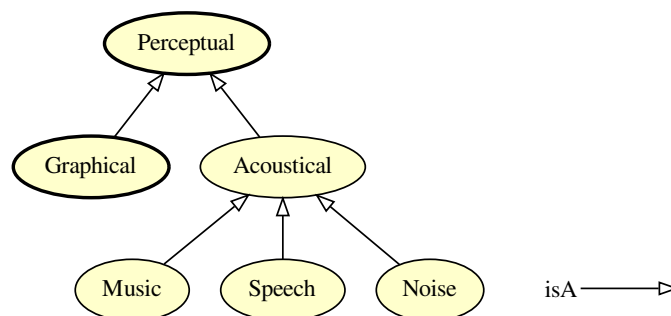 Perceptual
Graphical
Acoustical
Music
Speech
Noise
isA